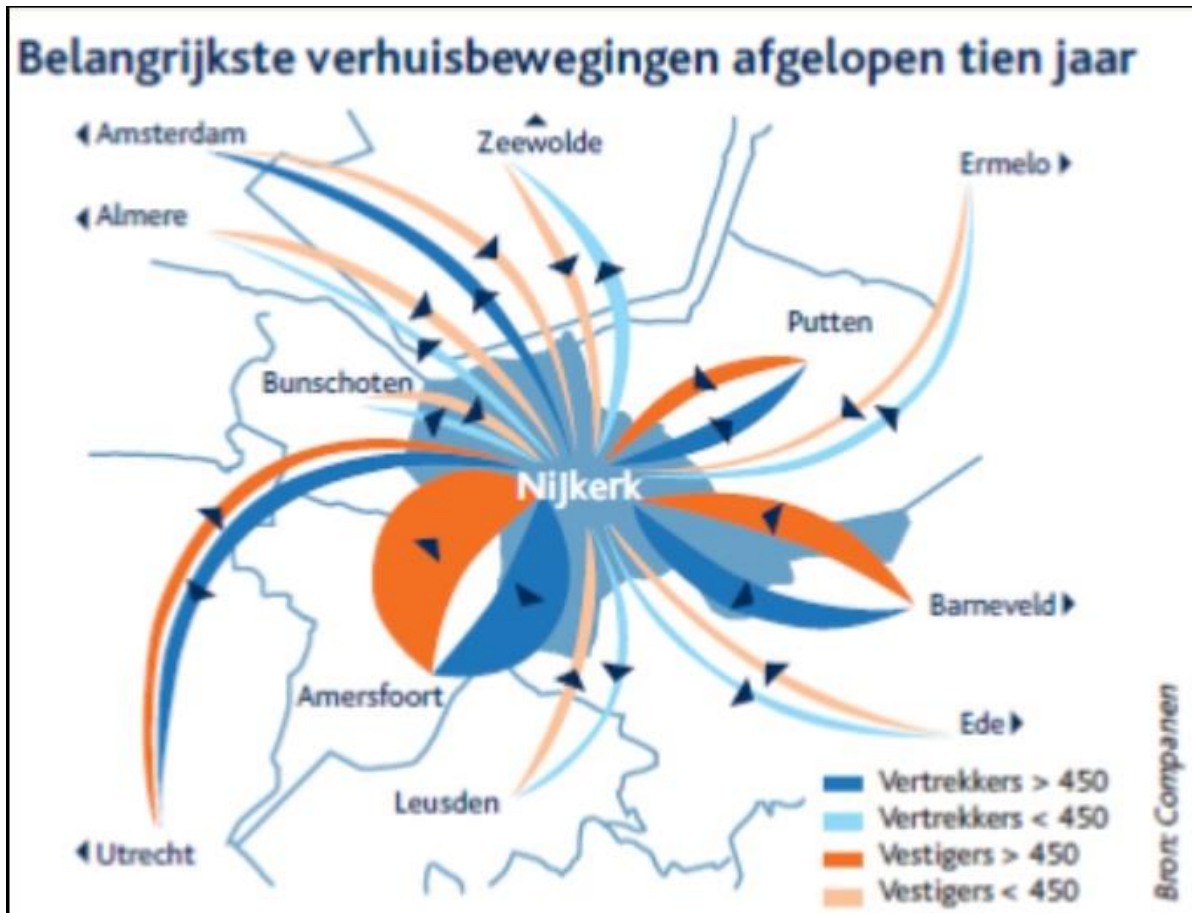 Belangrijkste verhuisbewegingen afgelopen tien jaar
Amsterdam
Zeewolde
Ermelo
Almere
Putten
Bunschoten
Nijkerk
Barneveld
Amersfoort
Ede
Leusden
Utrecht
Vertrekkers > 450
Vertrekkers < 450
Vestigers > 450
Vestigers < 450
Bron: Companen